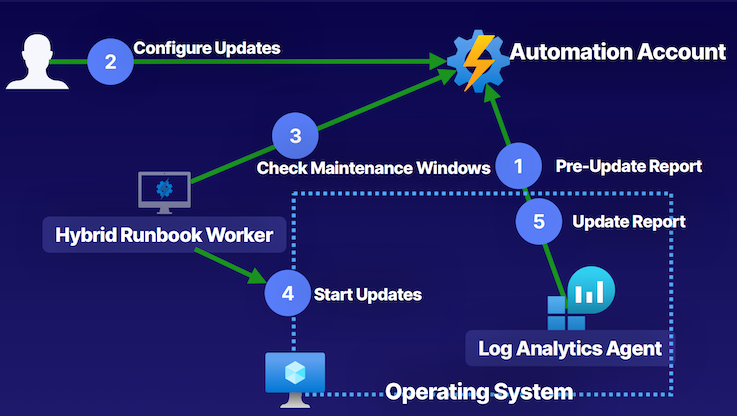 Configure Updates
2
Automation Account
3
Check Maintenance Windows
1
Pre-Update Report
Hybrid Runbook Worker
5
Update Report
4
Start Updates
Log Analytics Agent
Operating System